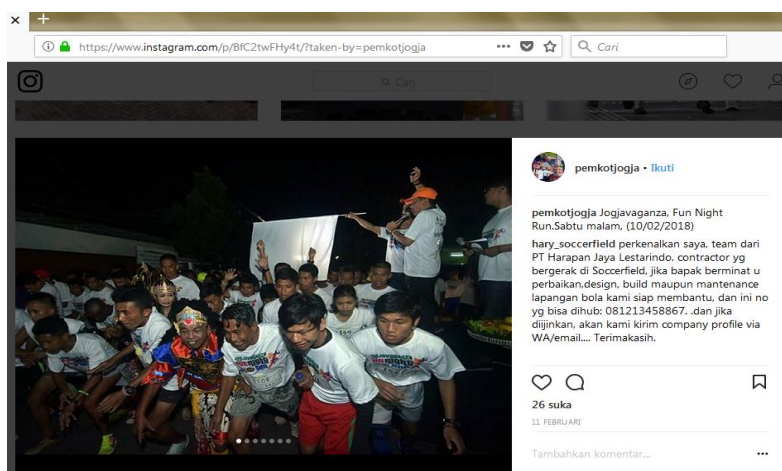 https://www.instagram.com/p/BfC2twFHy4t/?taken-by=pemkotjogja
Cari
Cari
pemkotjogja • Ikuti
pemkotjogja Jogjavaganza, Fun Night
Run.Sabtu malam, (10/02/2018)
hary_soccerfield perkenalkan saya, team dari
PT Harapan Jaya Lestarindo, contractor yg
bergerak di Soccerfield, jika bapak berminat u
perbaikan,design, build maupun mantenance
lapangan bola kami siap membantu, dan ini no
yg bisa dihub: 081213458867. .dan jika
diijinkan, akan kami kirim company profile via
WA/email.... Terimakasih.
26 suka
11 FEBRUARI
Tambahkan komentar...